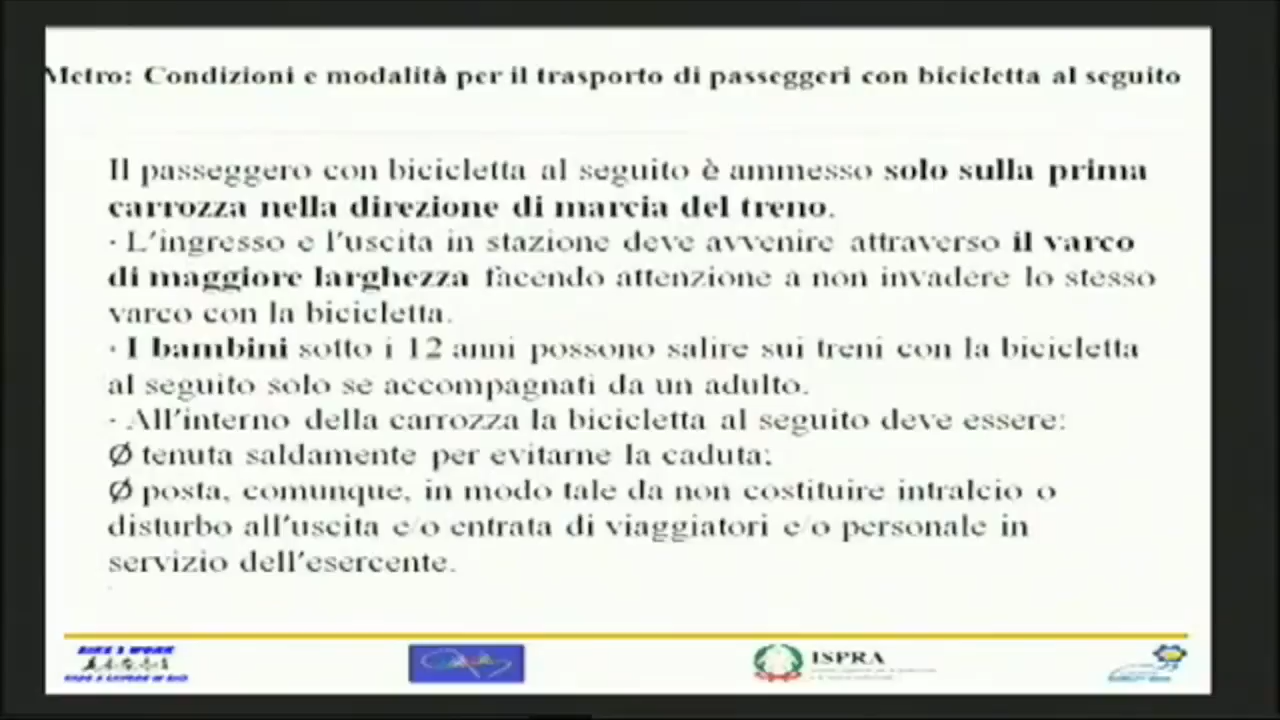 Metro: Condizioni e modalità per il trasporto di passeggeri con bicicletta al seguito
Il passeggero con bicicletta al seguito è ammesso solo sulla prima
carrozza nella direzione di marcia del treno.
· L'ingresso e l'uscita in stazione deve avvenire attraverso il varco
di maggiore larghezza facendo attenzione a non invadere lo stesso
varco con la bicicletta.
· I bambini sotto i 12 anni possono salire sui treni con la bicicletta
al seguito solo se accompagnati da un adulto.
· All'interno della carrozza la bicicletta al seguito deve essere:
Ø tenuta saldamente per evitarne la caduta;
Ø posta, comunque, in modo tale da non costituire intralcio o
disturbo all'uscita e/o entrata di viaggiatori e/o personale in
servizio dell'esercente.
BIKE 2 WORK
ISPRA